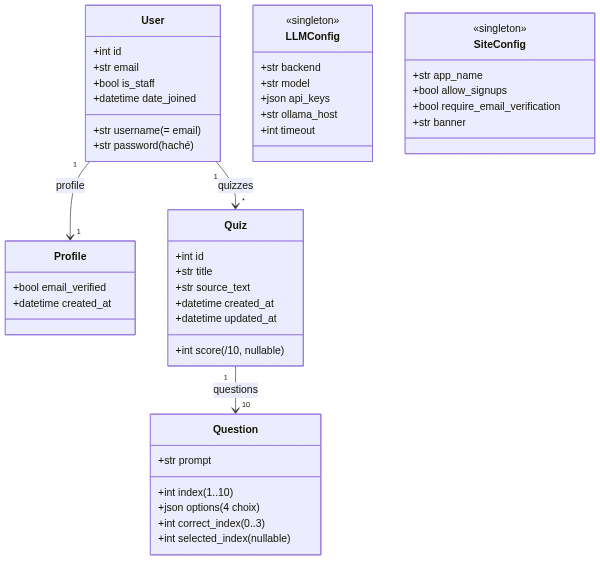 User
+int id
+str email
+bool is_staff
+datetime date_joined
+str username(= email)
+str password(haché)
«singleton»
LLMConfig
+str backend
+str model
+json api_keys
+str ollama_host
+int timeout
«singleton»
SiteConfig
+str app_name
+bool allow_signups
+bool require_email_verification
+str banner
1
profile
1
1
quizzes
*
Profile
+bool email_verified
+datetime created_at
Quiz
+int id
+str title
+str source_text
+datetime created_at
+datetime updated_at
+int score(/10, nullable)
1
questions
10
Question
+str prompt
+int index(1..10)
+json options(4 choix)
+int correct_index(0..3)
+int selected_index(nullable)